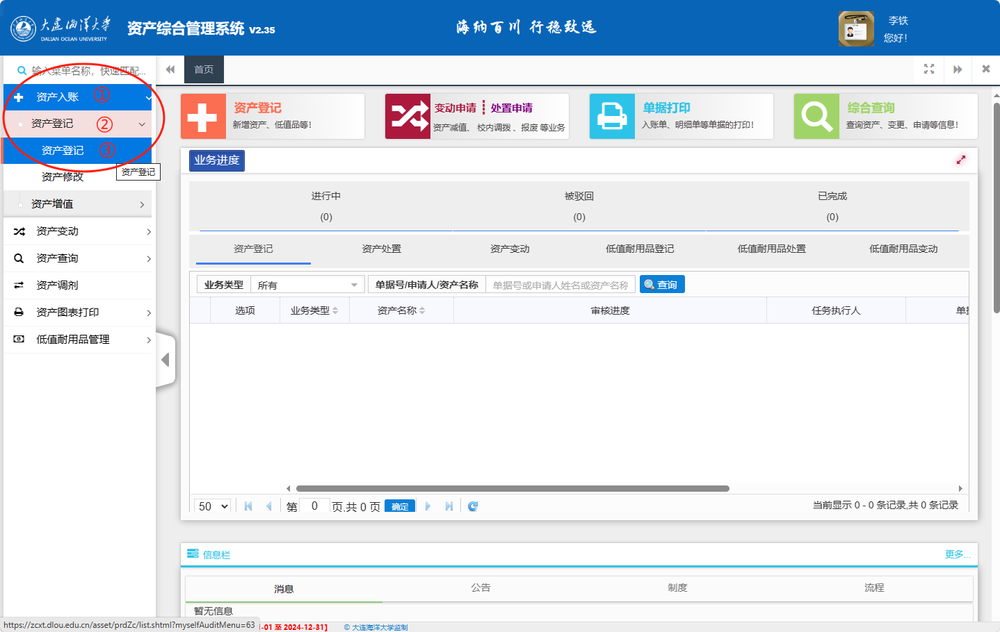 大连海洋大学
DALIAN OCEAN UNIVERSITY
资产综合管理系统 V2.35
海纳百川 行稳致远
李铁
您好!
输入菜单名称，快速匹配...
首页
资产入账 ①
资产登记 ②
资产登记 ③
资产登记
资产修改
资产增值
资产变动
资产查询
资产调剂
资产图表打印
低值耐用品管理
资产登记
新增资产、低值品等!
变动申请 处置申请
资产减值、 校内调拨 、报废 等业务
单据打印
入账单、明细单等单据的打印!
综合查询
查询资产、变更、申请等信息!
业务进度
进行中 被驳回 已完成
(0) (0) (0)
资产登记 资产处置 资产变动 低值耐用品登记 低值耐用品处置 低值耐用品变动
业务类型 所有 单据号/申请人/资产名称 单据号或申请人姓名或资产名称 查询
选项 业务类型 资产名称 审核进度 任务执行人 单据
50 第 0 页,共 0 页 确定 当前显示 0 - 0 条记录,共 0 条记录
信息栏 更多...
消息 公告 制度 流程
暂无信息
https://zcxt.dlou.edu.cn/asset/prdZc/list.shtml?myselfAuditMenu=63
-01 至 2024-12-31】 © 大连海洋大学监制